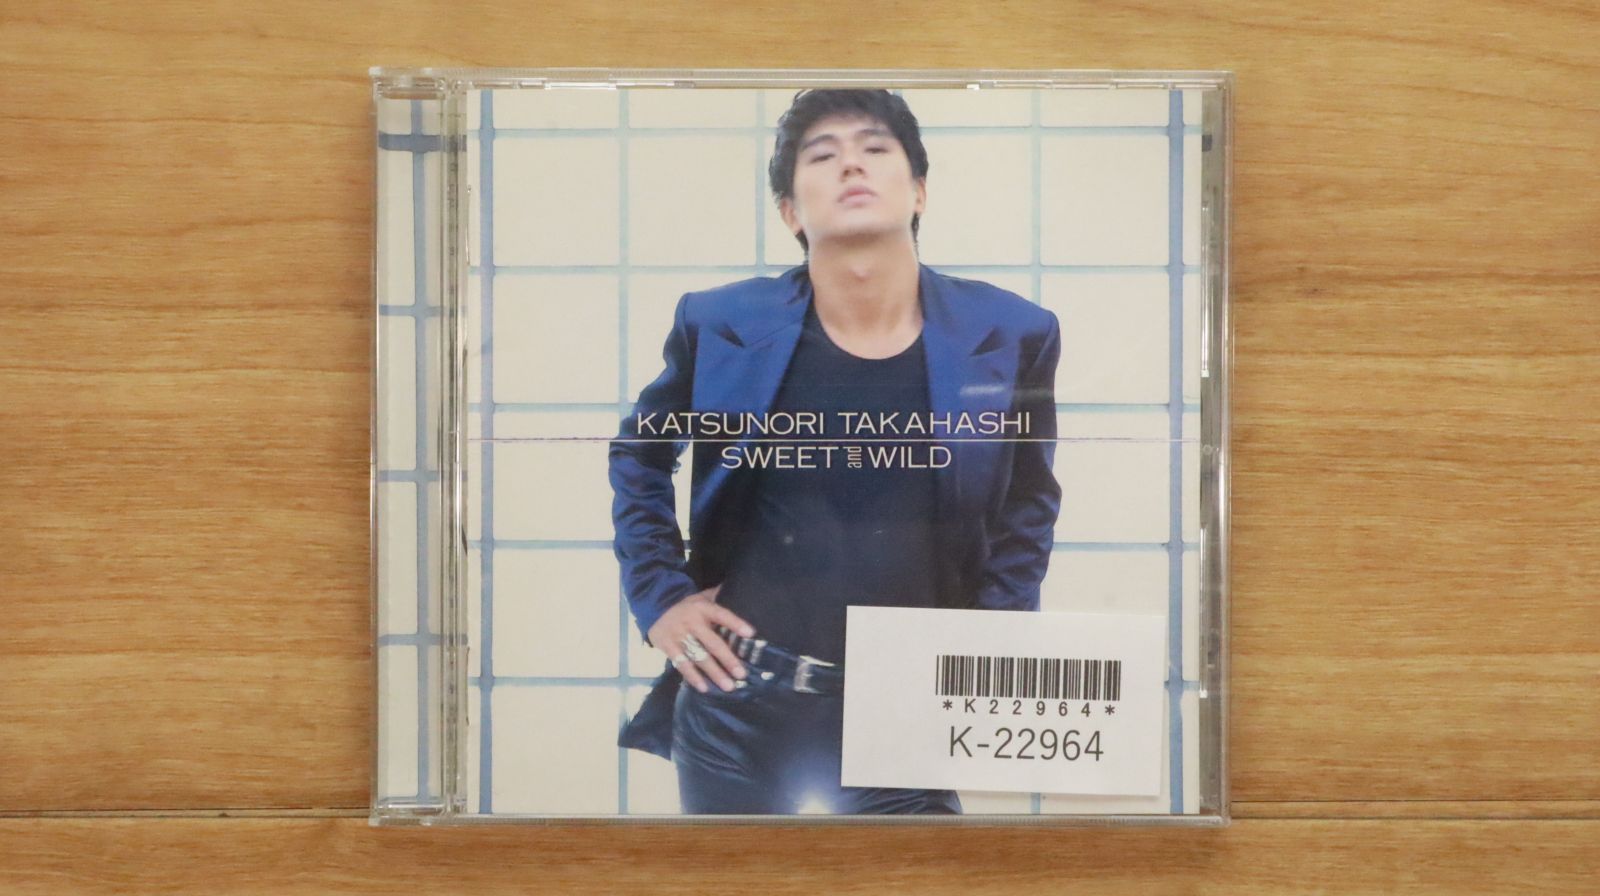 KATSUNORI TAKAHASHI
SWEET and WILD
*K22964*
K-22964